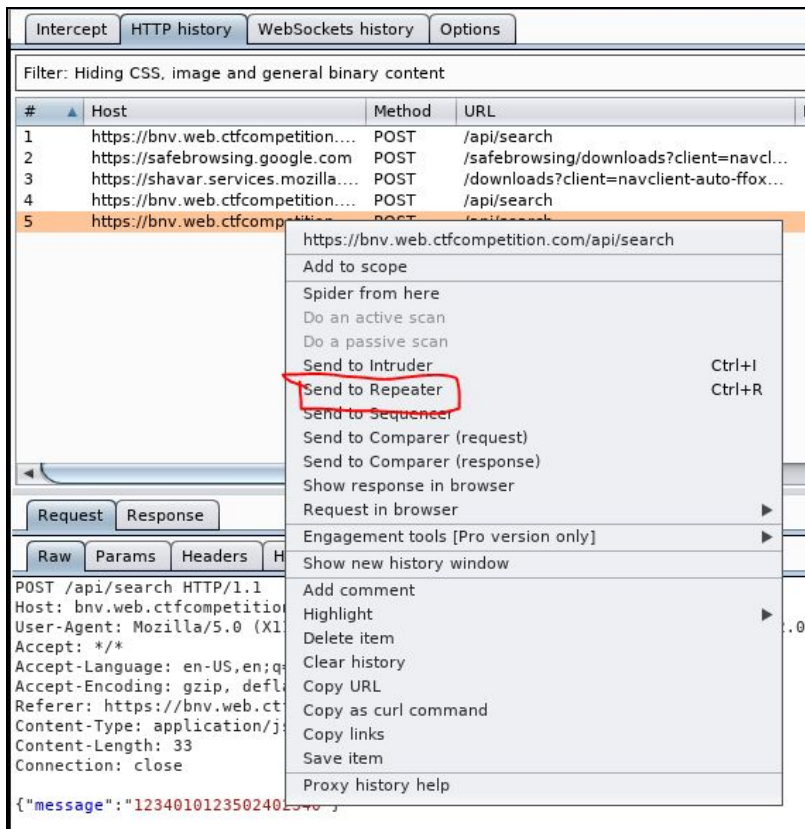 Intercept HTTP history WebSockets history Options
Filter: Hiding CSS, image and general binary content
# Host Method URL
1 https://bnv.web.ctfcompetition.... POST /api/search
2 https://safebrowsing.google.com POST /safebrowsing/downloads?client=navcl...
3 https://shavar.services.mozilla.... POST /downloads?client=navclient-auto-ffox...
4 https://bnv.web.ctfcompetition.... POST /api/search
5 https://bnv.web.ctfcompetition.... POST /api/search
https://bnv.web.ctfcompetition.com/api/search
Add to scope
Spider from here
Do an active scan
Do a passive scan
Send to Intruder Ctrl+I
Send to Repeater Ctrl+R
Send to Sequencer
Send to Comparer (request)
Send to Comparer (response)
Show response in browser
Request in browser
Engagement tools [Pro version only]
Show new history window
Add comment
Highlight
Delete item
Clear history
Copy URL
Copy as curl command
Copy links
Save item
Proxy history help
Request Response
Raw Params Headers H
POST /api/search HTTP/1.1
Host: bnv.web.ctfcompetition
User-Agent: Mozilla/5.0 (X1
Accept: */*
Accept-Language: en-US,en;q=
Accept-Encoding: gzip, defla
Referer: https://bnv.web.ct
Content-Type: application/j
Content-Length: 33
Connection: close
{"message":"1234010123502402340"}